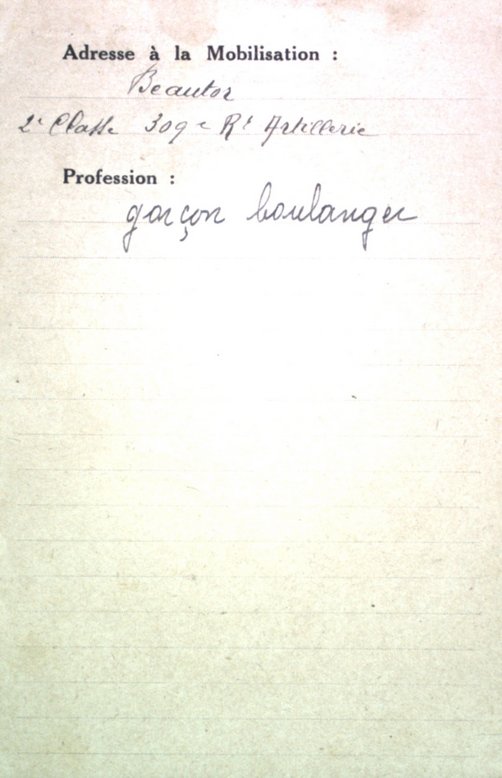 Adresse à la Mobilisation :
Beautor
2e Classe 309e Rt Artillerie
Profession :
garçon boulanger